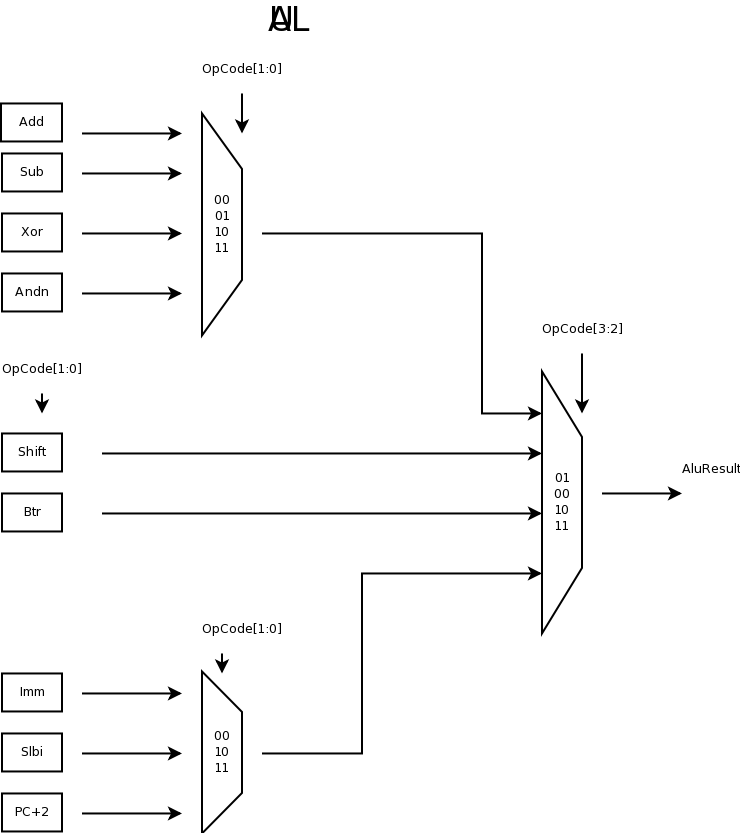 OpCode[1:0]
Add
Sub
Xor
Andn
00
01
10
11
OpCode[3:2]
OpCode[1:0]
Shift
Btr
01
00
10
11
AluResult
OpCode[1:0]
Imm
Slbi
PC+2
00
10
11